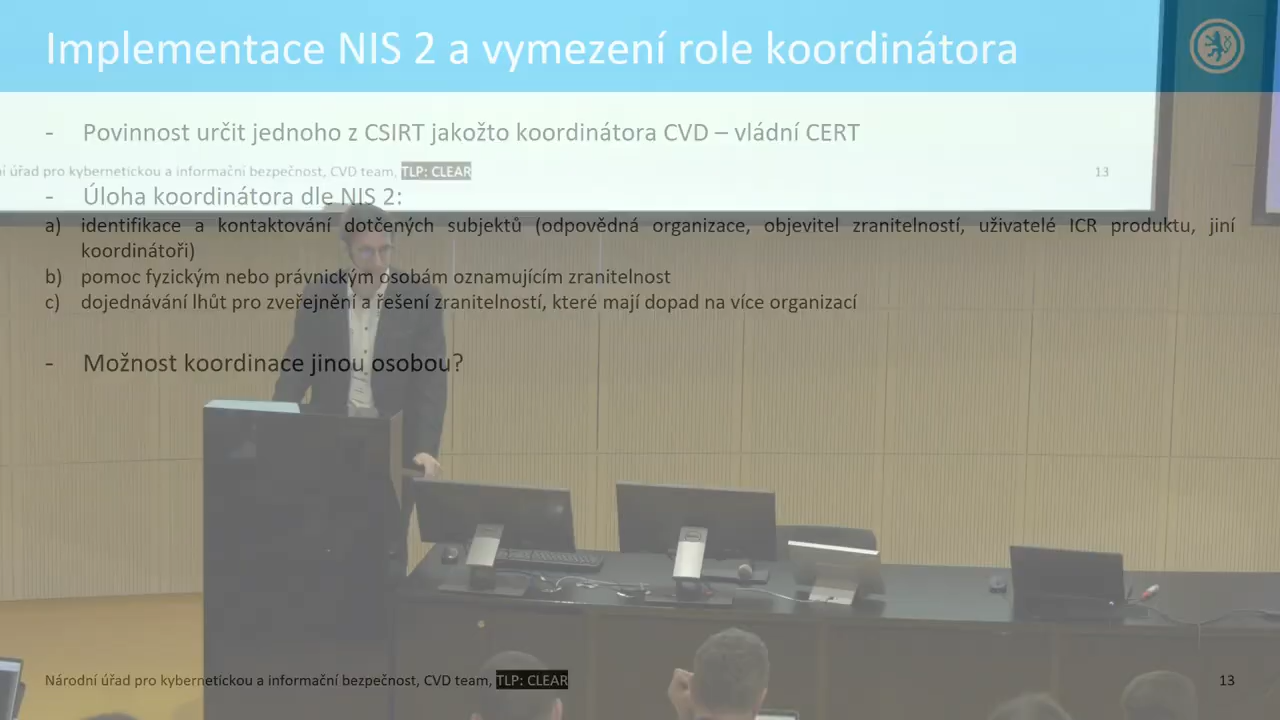 Implementace NIS 2 a vymezení role koordinátora
- Povinnost určit jednoho z CSIRT jakožto koordinátora CVD – vládní CERT
ní úřad pro kybernetickou a informační bezpečnost, CVD team, TLP: CLEAR 13
- Úloha koordinátora dle NIS 2:
a) identifikace a kontaktování dotčených subjektů (odpovědná organizace, objevitel zranitelností, uživatelé ICR produktu, jiní
koordinátoři)
b) pomoc fyzickým nebo právnickým osobám oznamujícím zranitelnost
c) dojednávání lhůt pro zveřejnění a řešení zranitelností, které mají dopad na více organizací
- Možnost koordinace jinou osobou?
Národní úřad pro kybernetickou a informační bezpečnost, CVD team, TLP: CLEAR 13